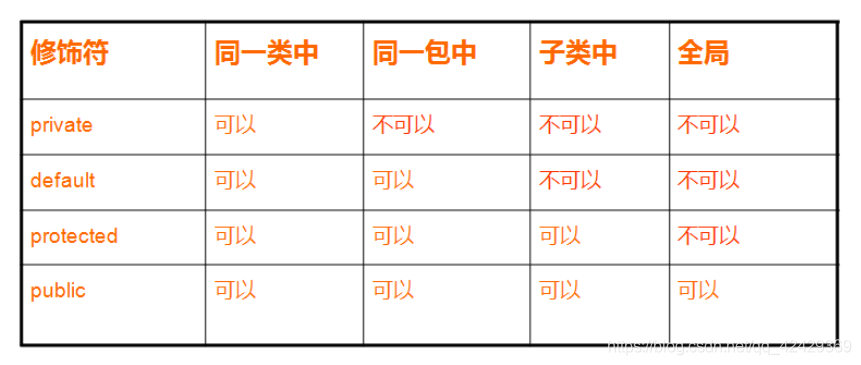 修饰符 同一类中 同一包中 子类中 全局
private 可以 不可以 不可以 不可以
default 可以 可以 不可以 不可以
protected 可以 可以 可以 不可以
public 可以 可以 可以 可以
https://blog.csdn.net/qq_42429369